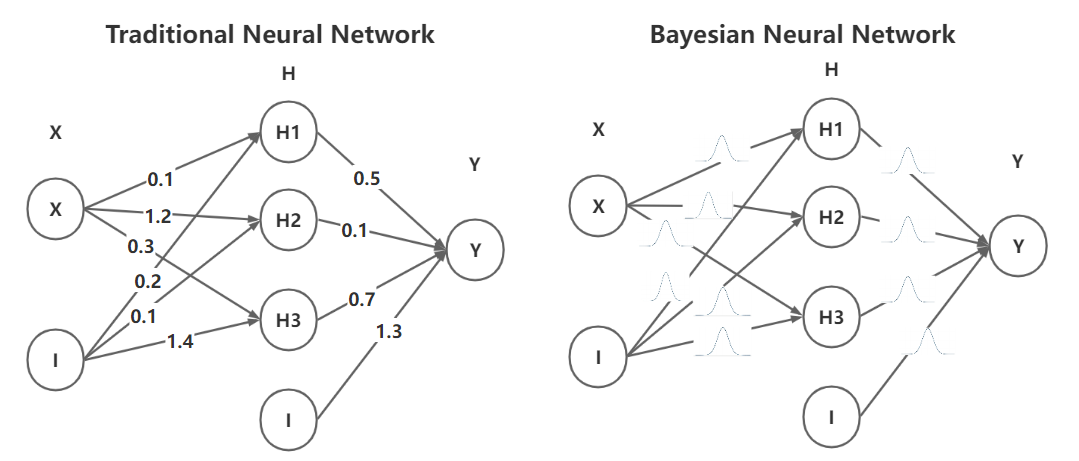 Traditional Neural Network
H
X
H1
Y
X
0.1
0.5
1.2
H2
0.1
0.3
Y
0.2
0.7
0.1
H3
1.3
1.4
I
I
Bayesian Neural Network
H
X
H1
Y
X
H2
Y
H3
I
I